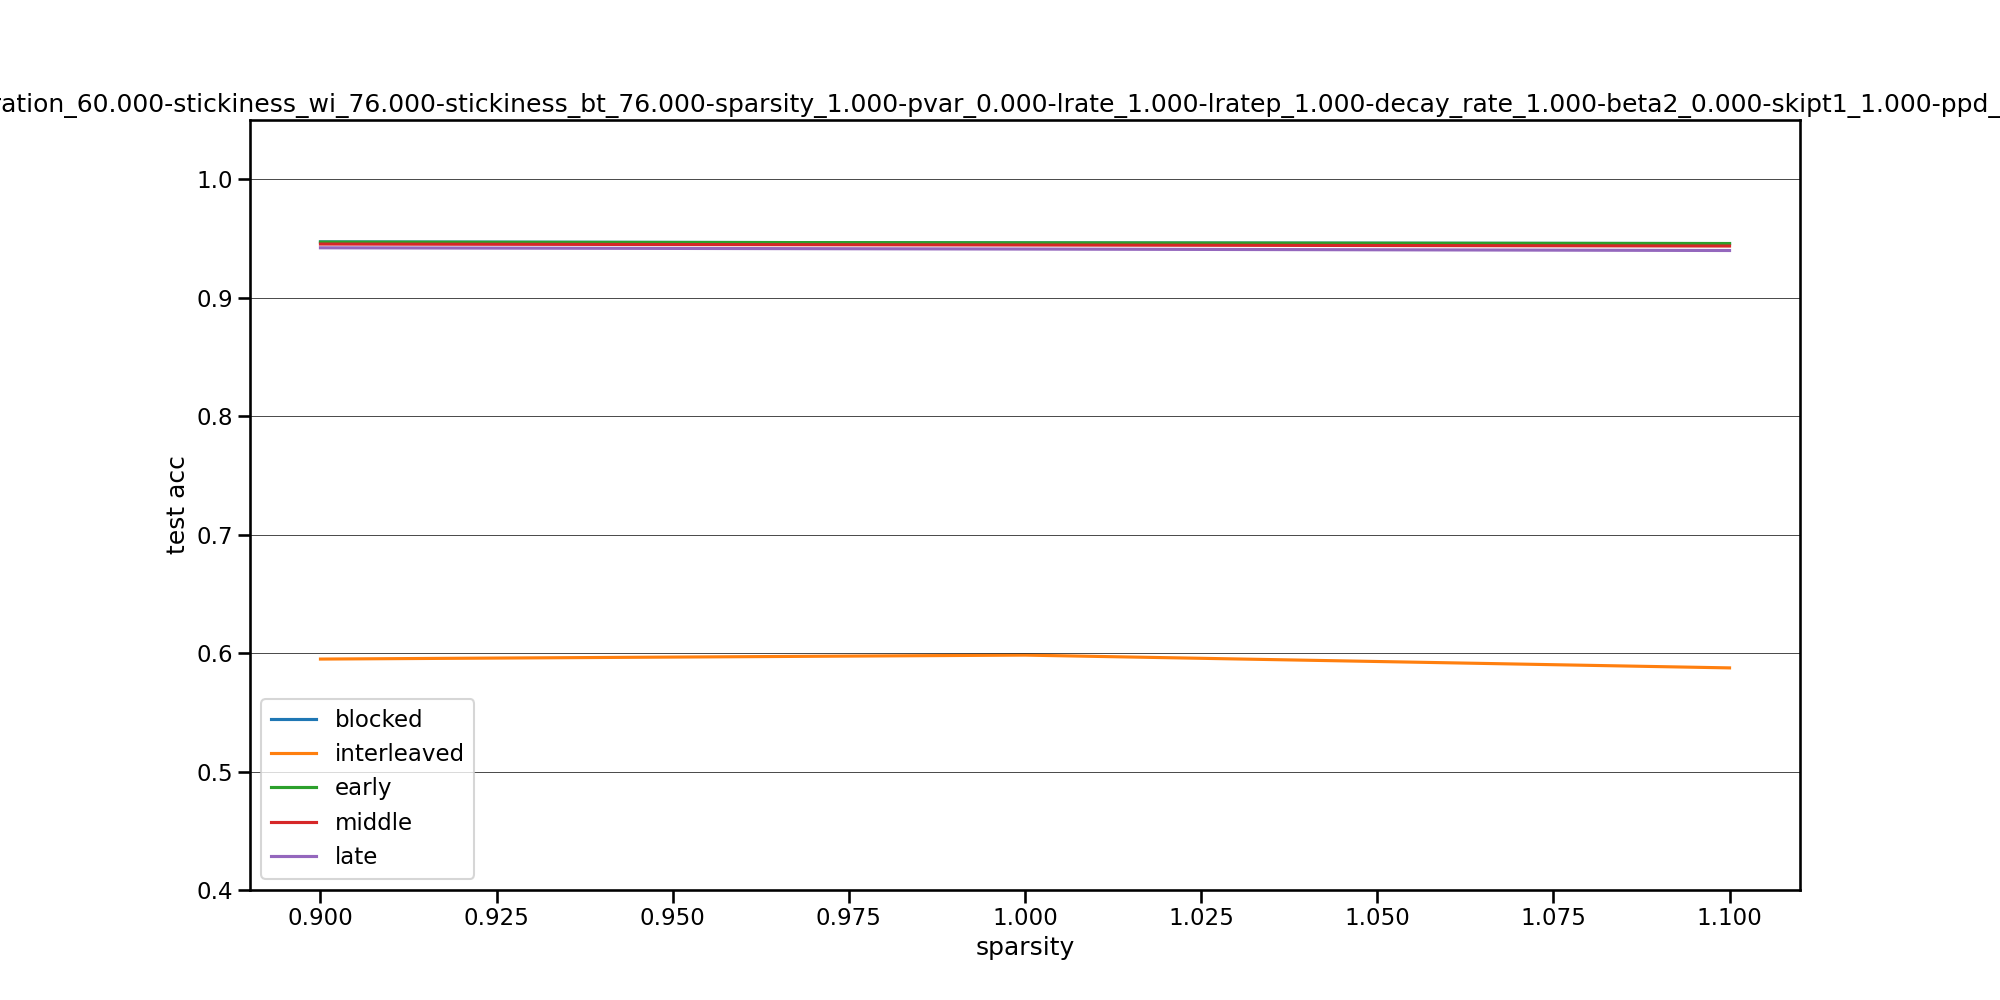 ration_60.000-stickiness_wi_76.000-stickiness_bt_76.000-sparsity_1.000-pvar_0.000-lrate_1.000-lratep_1.000-decay_rate_1.000-beta2_0.000-skipt1_1.000-ppd_
1.0
0.9
0.8
0.7
0.6
0.5
0.4
test acc
blocked
interleaved
early
middle
late
0.900 0.925 0.950 0.975 1.000 1.025 1.050 1.075 1.100
sparsity